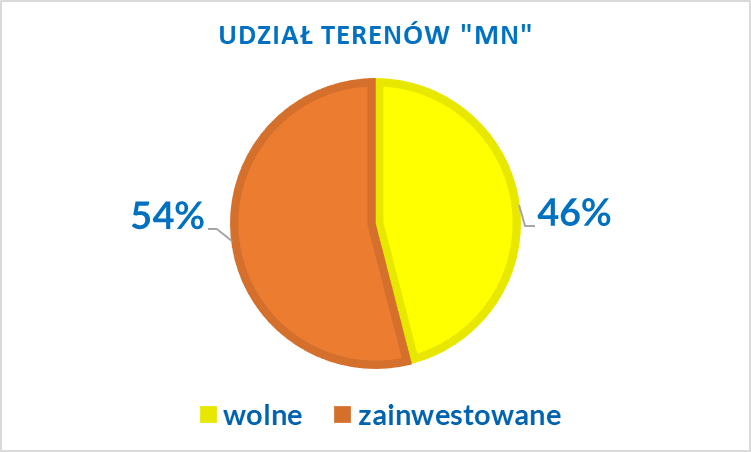 UDZIAŁ TERENÓW "MN"
54%
46%
wolne
zainwestowane